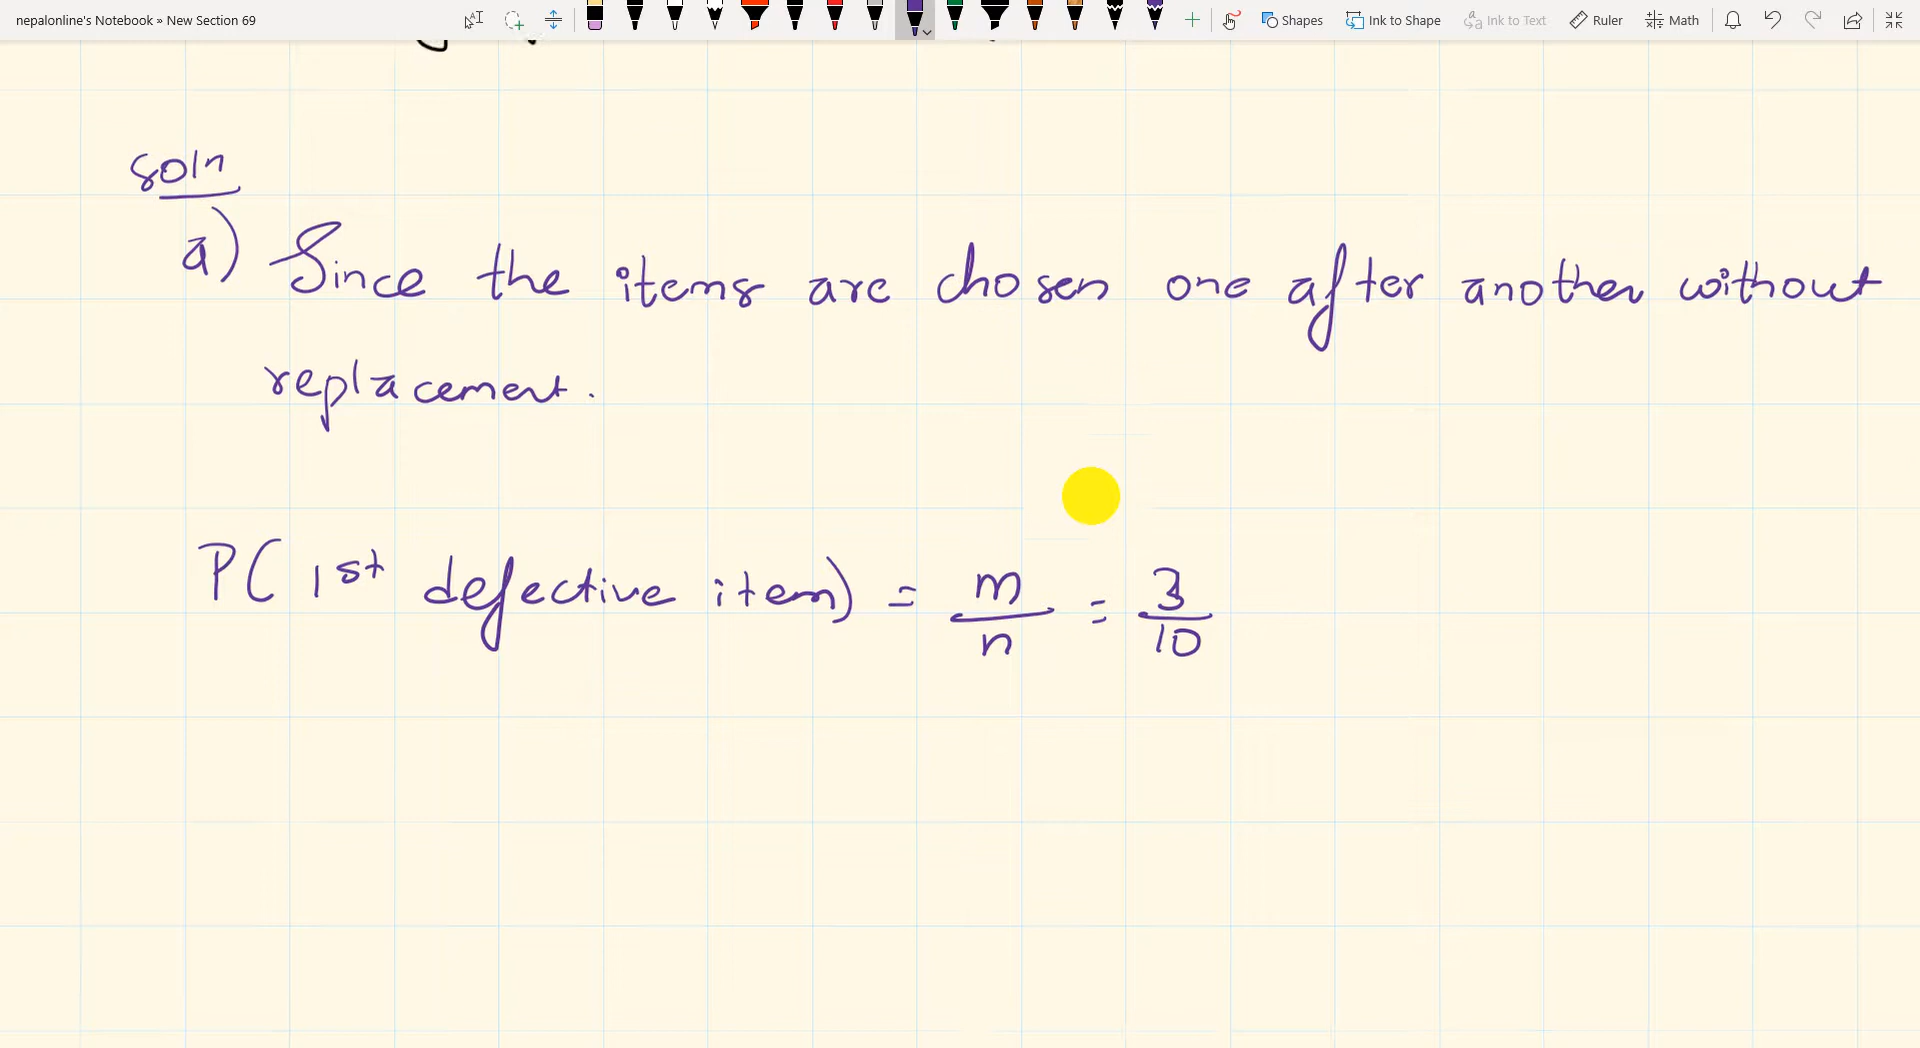 nepalonline's Notebook » New Section 69
Shapes Ink to Shape Ink to Text Ruler Math
soln
a) Since the items are chosen one after another without
replacement.
P( 1st defective item) = m/n = 3/10